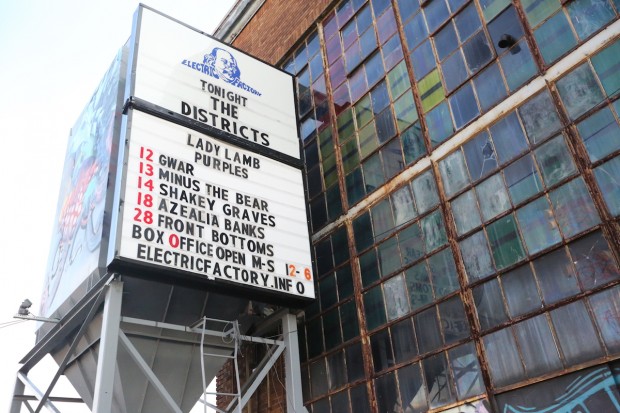 ELECTRIC FACTORY
TONIGHT
THE
DISTRICTS
LADY LAMB
PURPLES
12 GWAR
13 MINUS THE BEAR
14 SHAKEY GRAVES
18 AZEALIA BANKS
28 FRONT BOTTOMS
BOX OFFICE OPEN M-S 12-6
ELECTRICFACTORY.INFO